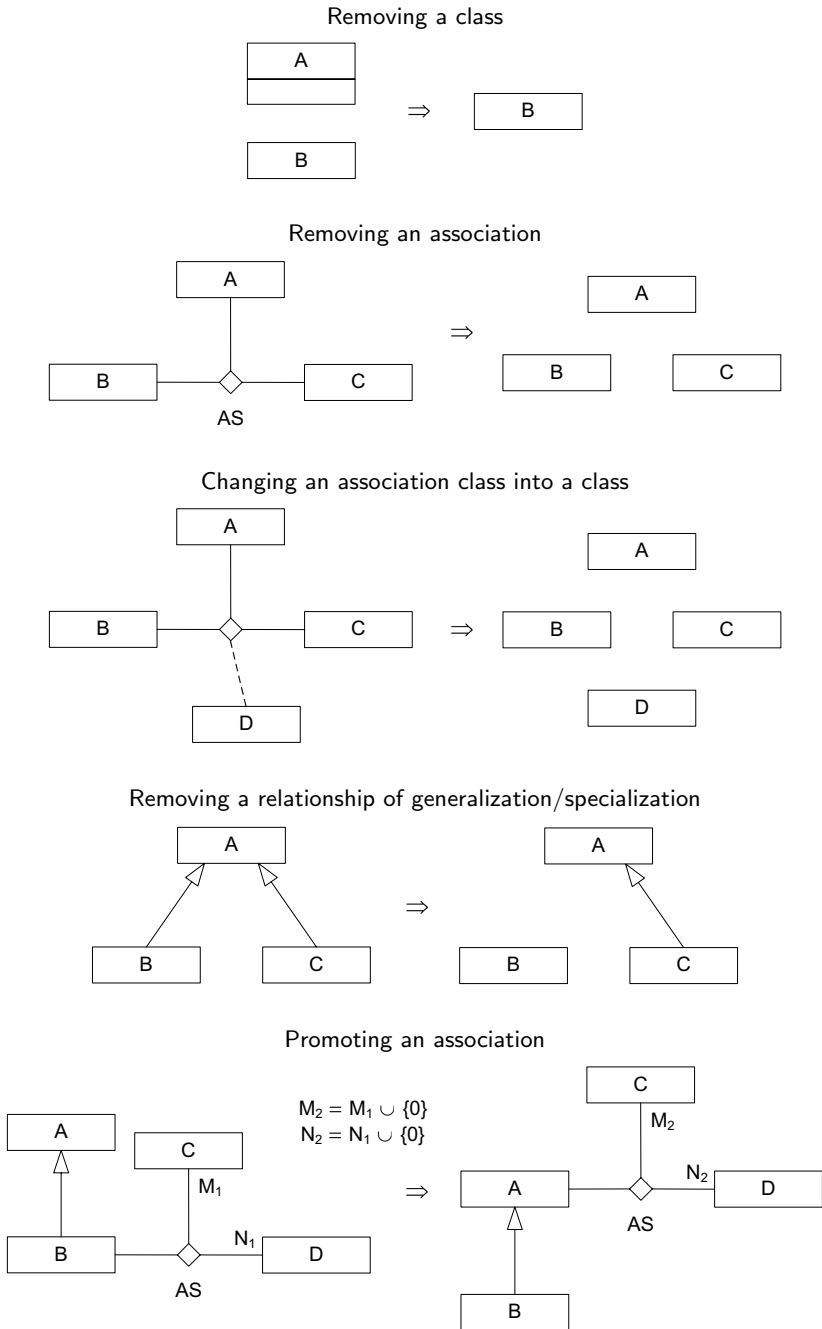 Removing a class
A
⇒
B
B
Removing an association
A
A
⇒
B
C
B
C
AS
Changing an association class into a class
A
A
B
C
⇒
B
C
D
D
Removing a relationship of generalization/specialization
A
A
⇒
B
C
B
C
Promoting an association
C
M₂ = M₁ ∪ {0}
N₂ = N₁ ∪ {0}
M₂
A
C
M₁
⇒
A
N₂
D
AS
B
N₁
D
AS
B